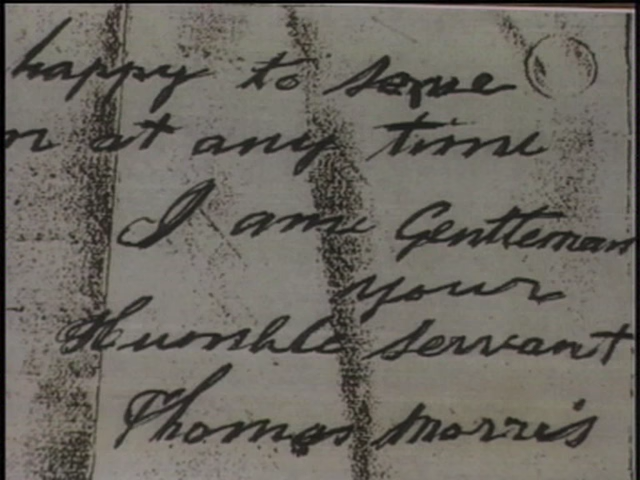 happy to serve
n at any time
I am Gentleman
your
Humble servant
Thomas Morris